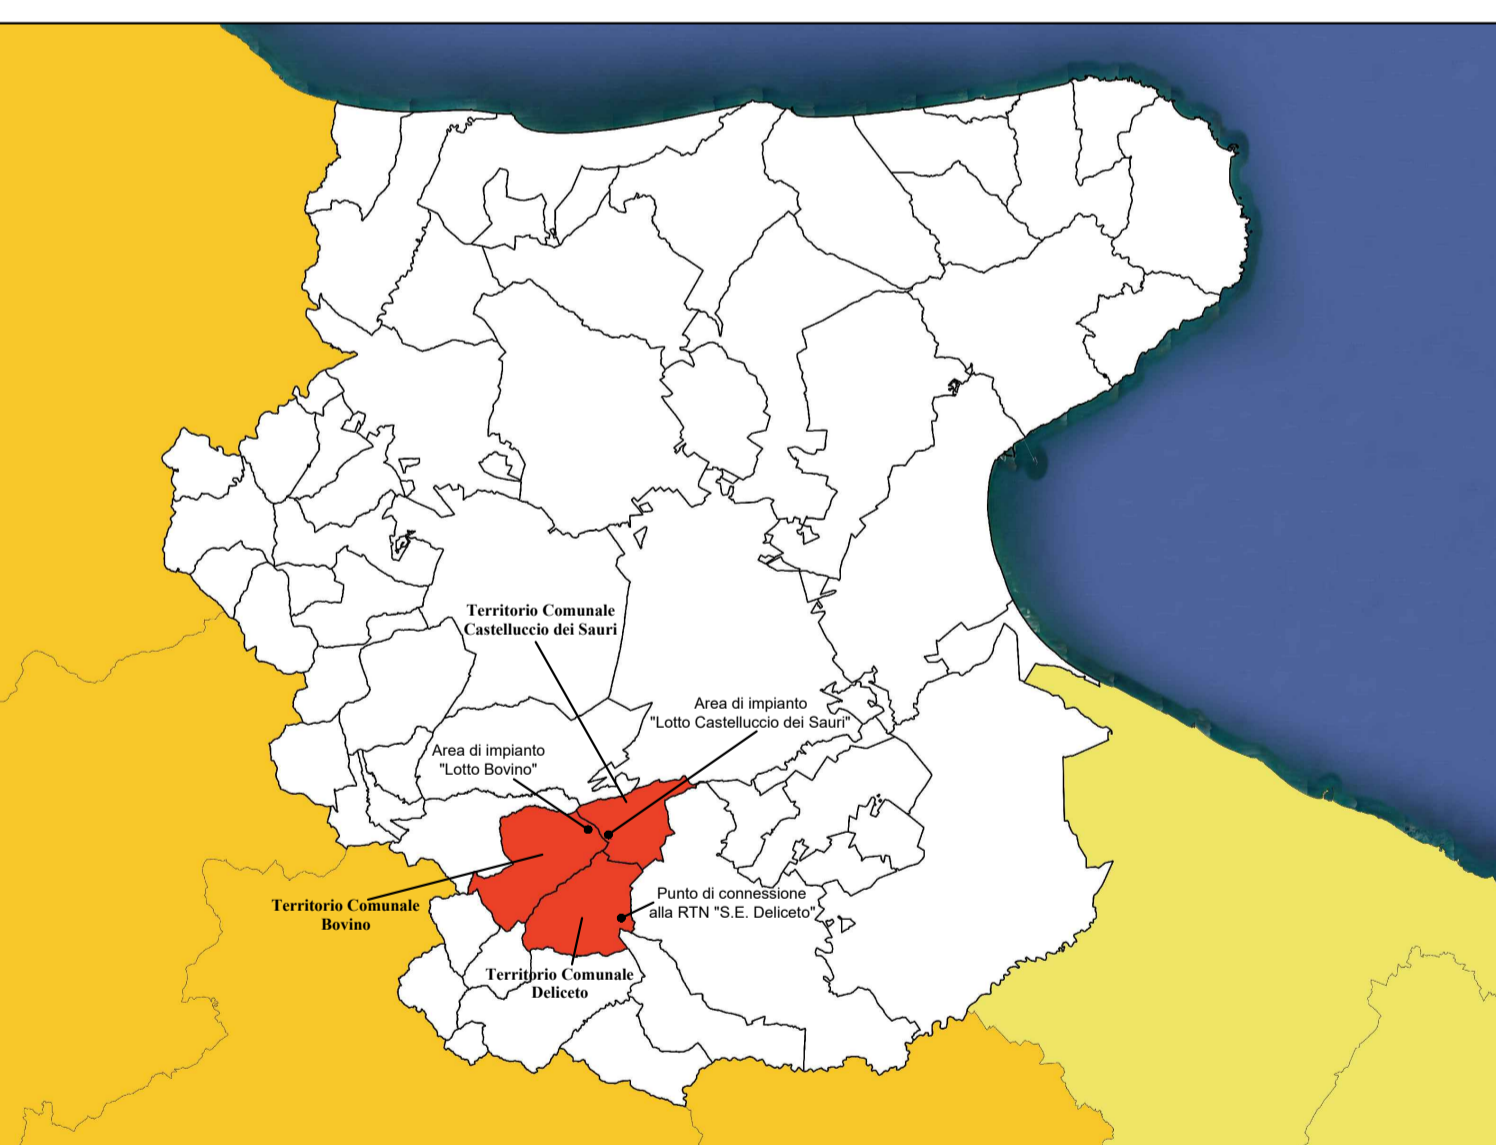 Territorio Comunale
Castelluccio dei Sauri
Area di impianto
"Lotto Castelluccio dei Sauri"
Area di impianto
"Lotto Bovino"
Punto di connessione
alla RTN "S.E. Deliceto"
Territorio Comunale
Bovino
Territorio Comunale
Deliceto